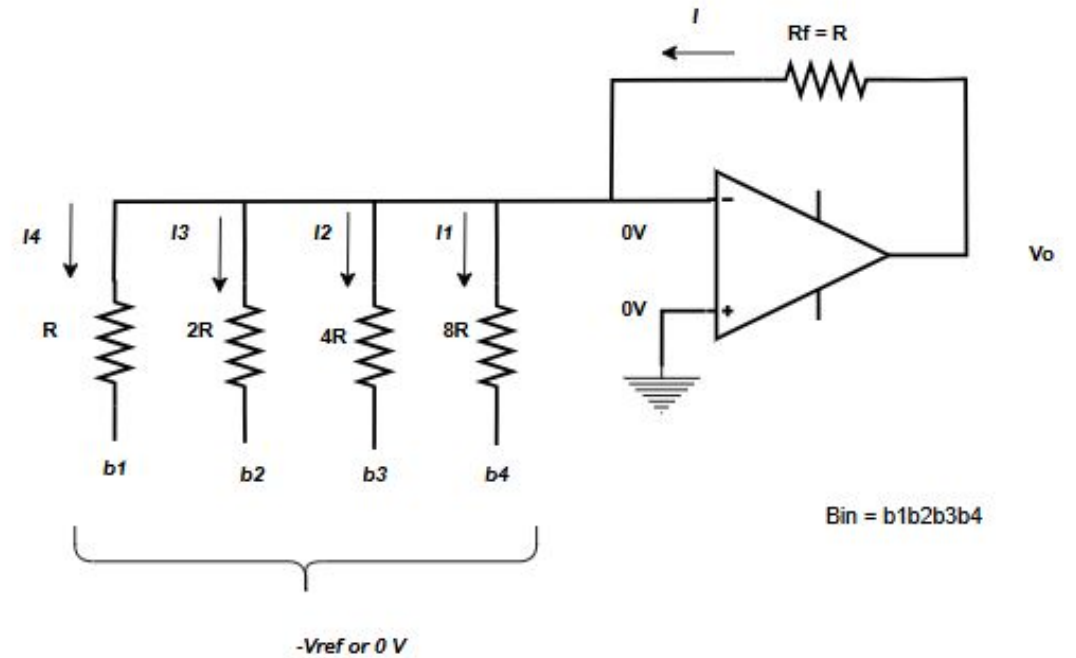 I
Rf = R
I4
I3
I2
I1
0V
-
Vo
0V
+
R
2R
4R
8R
b1
b2
b3
b4
Bin = b1b2b3b4
-Vref or 0 V